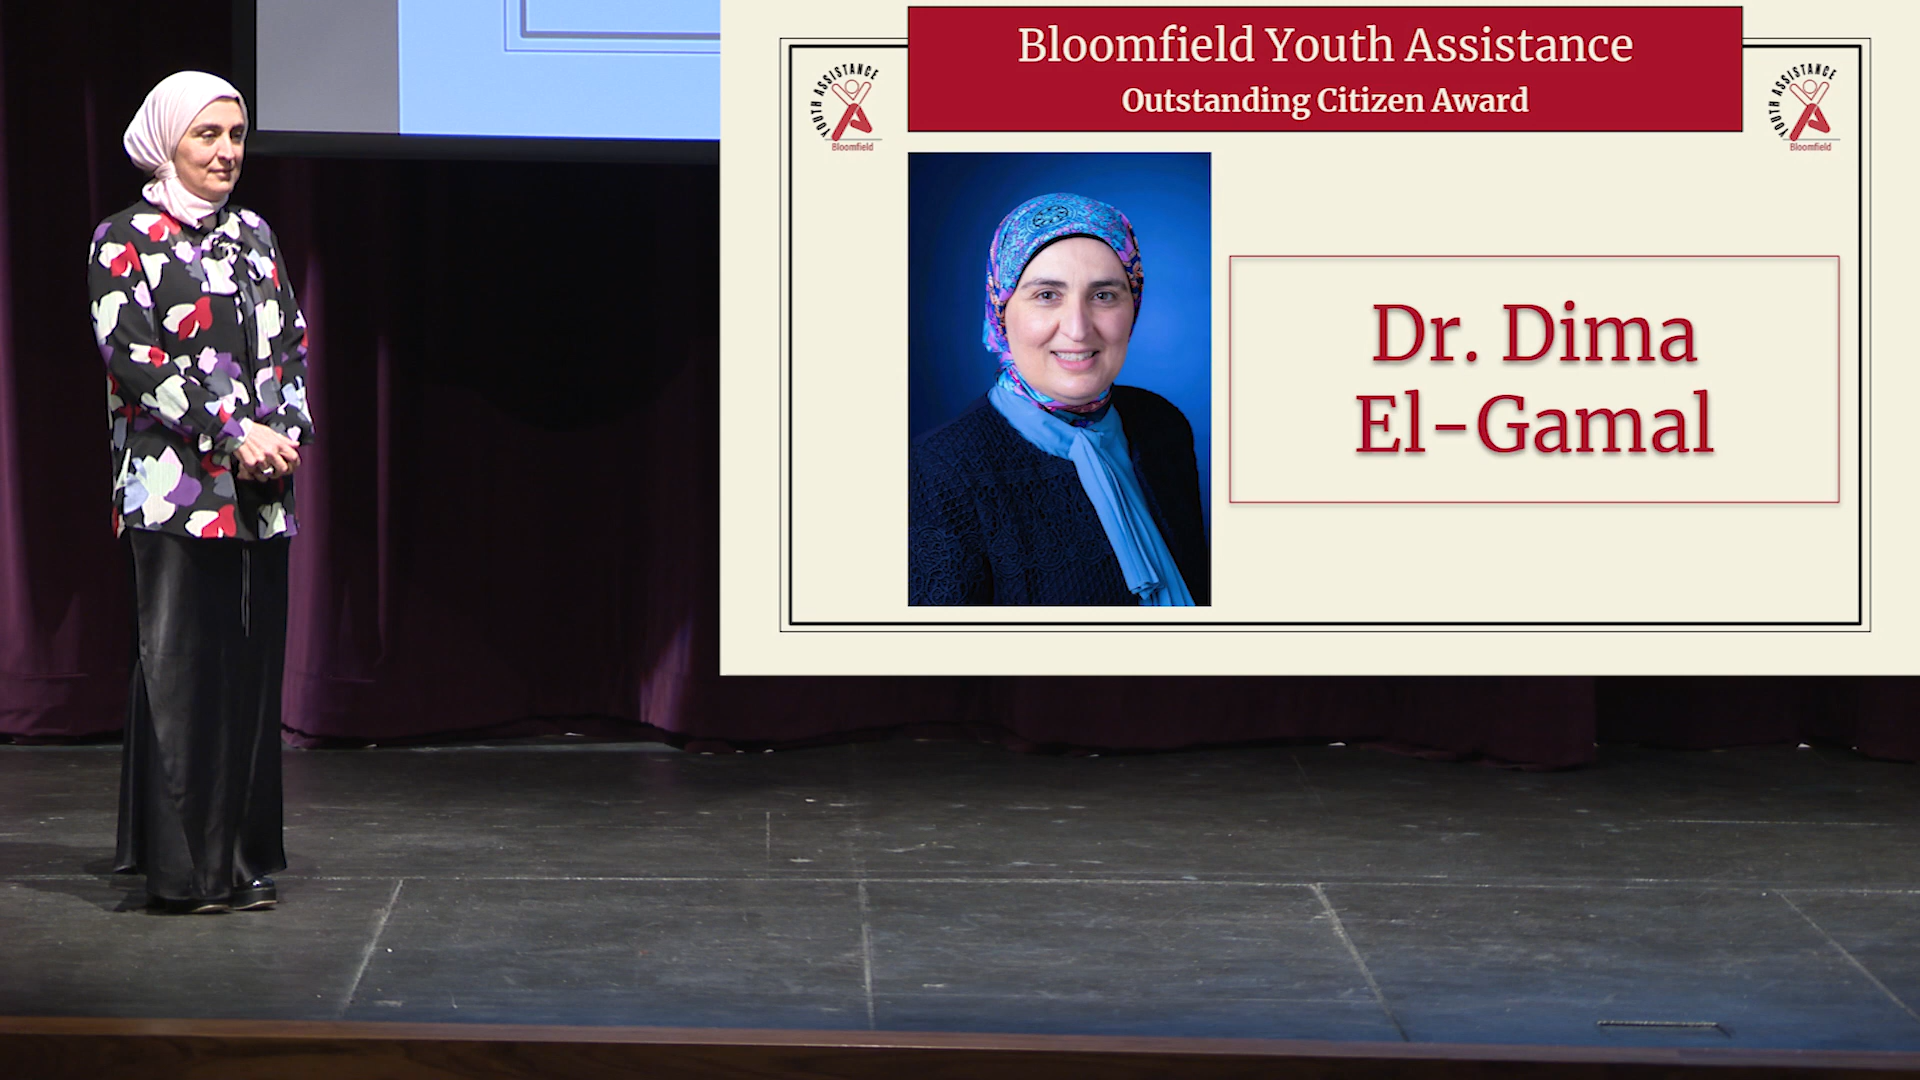 Bloomfield Youth Assistance
Outstanding Citizen Award
YOUTH ASSISTANCE
Bloomfield
YOUTH ASSISTANCE
Bloomfield
Dr. Dima
El-Gamal